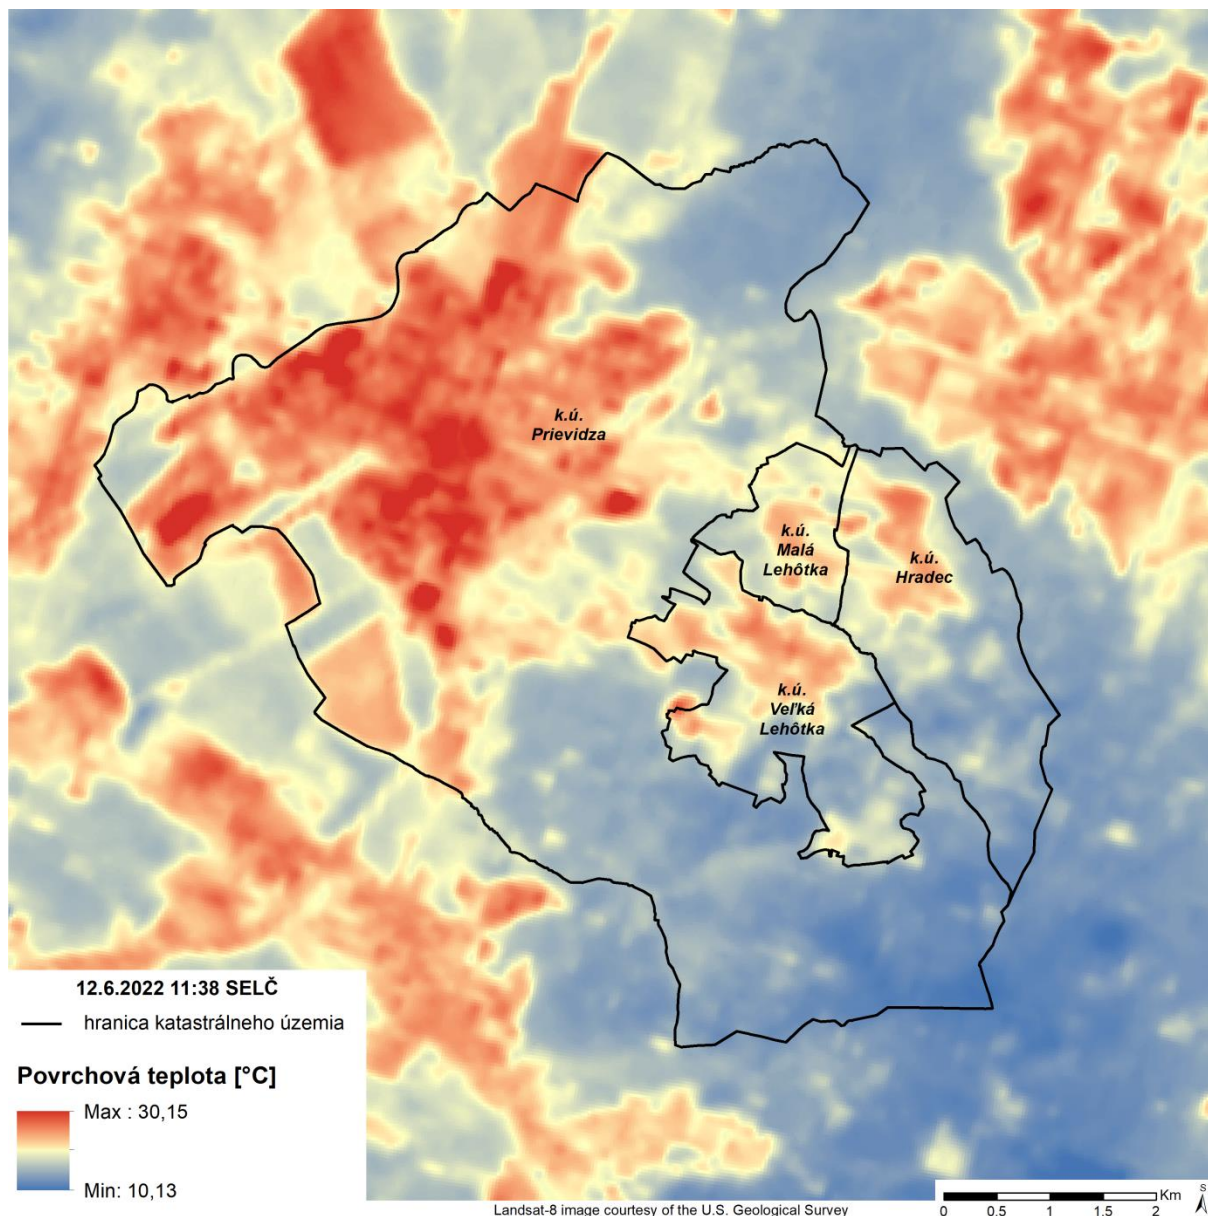 k.ú.
Prievidza
k.ú.
Malá
Lehôtka
k.ú.
Hradec
k.ú.
Veľká
Lehôtka
12.6.2022 11:38 SELČ
hranica katastrálneho územia
Povrchová teplota [°C]
Max : 30,15
Min: 10,13
Landsat-8 image courtesy of the U.S. Geological Survey
S
Km
0 0.5 1 1.5 2